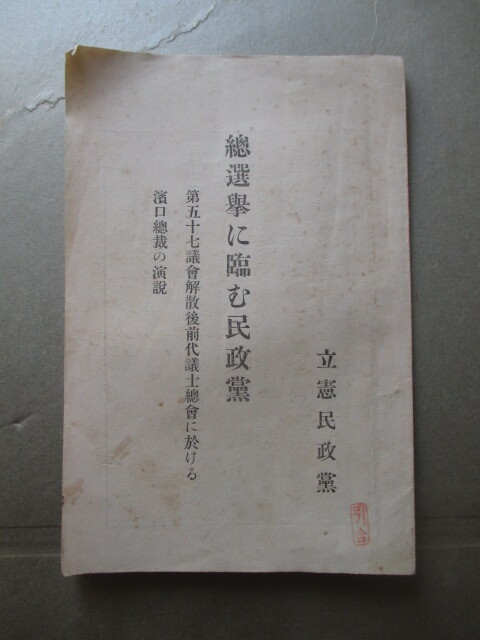 立憲民政黨
總選擧に臨む民政黨
第五十七議會解散後前代議士總會に於ける
濱口總裁の演說